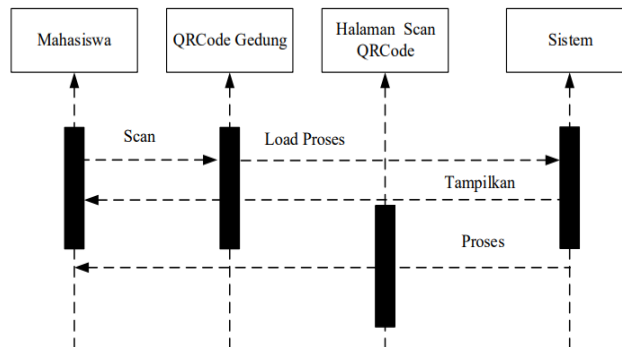 Mahasiswa
QRCode Gedung
Halaman Scan
QRCode
Sistem
Scan
Load Proses
Tampilkan
Proses